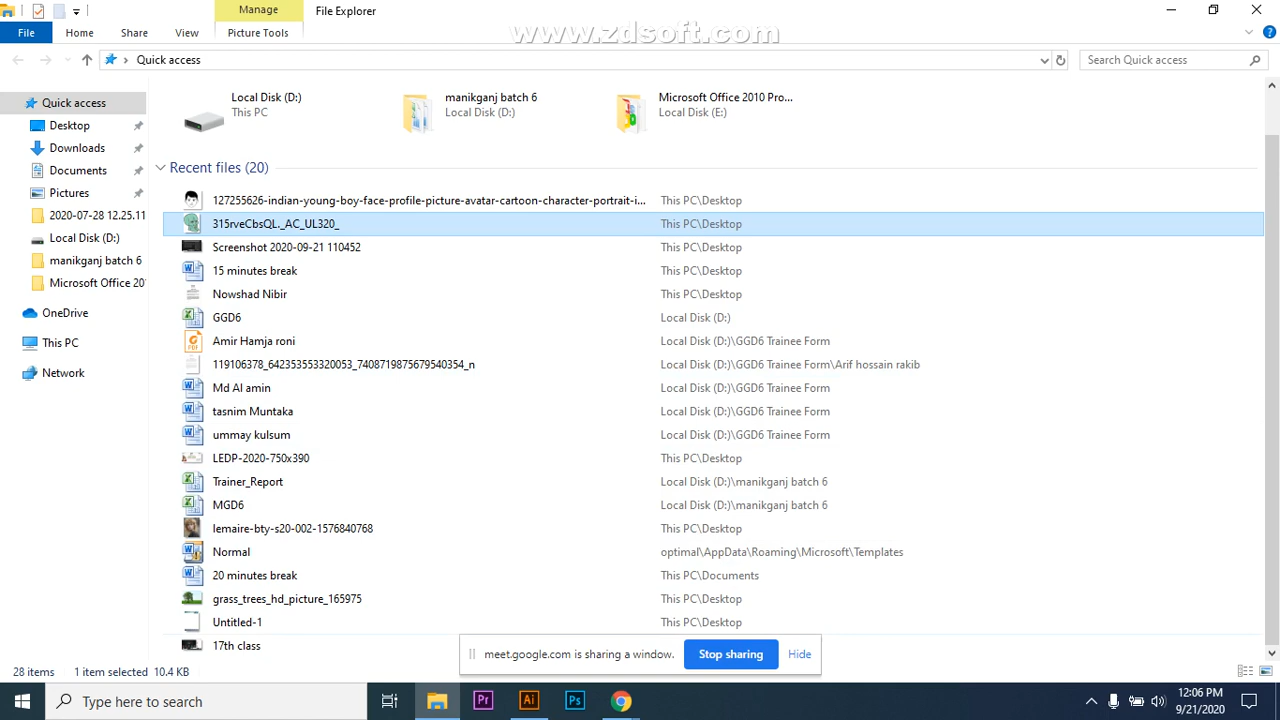 Manage
File Explorer
www.zdsoft.com
File
Home
Share
View
Picture Tools
Quick access
Search Quick access
Quick access
Desktop
Downloads
Documents
Pictures
2020-07-28 12.25.11
Local Disk (D:)
manikganj batch 6
Microsoft Office 201
OneDrive
This PC
Network
Local Disk (D:)
This PC
manikganj batch 6
Local Disk (D:)
Microsoft Office 2010 Pro...
Local Disk (E:)
Recent files (20)
127255626-indian-young-boy-face-profile-picture-avatar-cartoon-character-portrait-i... This PC\Desktop
315rveCbsQL._AC_UL320_ This PC\Desktop
Screenshot 2020-09-21 110452 This PC\Desktop
15 minutes break This PC\Desktop
Nowshad Nibir This PC\Desktop
GGD6 Local Disk (D:)
Amir Hamja roni Local Disk (D:)\GGD6 Trainee Form
119106378_642353553320053_7408719875679540354_n Local Disk (D:)\GGD6 Trainee Form\Arif hossain rakib
Md Al amin Local Disk (D:)\GGD6 Trainee Form
tasnim Muntaka Local Disk (D:)\GGD6 Trainee Form
ummay kulsum Local Disk (D:)\GGD6 Trainee Form
LEDP-2020-750x390 This PC\Desktop
Trainer_Report Local Disk (D:)\manikganj batch 6
MGD6 Local Disk (D:)\manikganj batch 6
lemaire-bty-s20-002-1576840768 This PC\Desktop
Normal optimal\AppData\Roaming\Microsoft\Templates
20 minutes break This PC\Documents
grass_trees_hd_picture_165975 This PC\Desktop
Untitled-1 This PC\Desktop
17th class
meet.google.com is sharing a window.
Stop sharing
Hide
28 items 1 item selected 10.4 KB
Type here to search
Pr
Ai
Ps
12:06 PM
9/21/2020